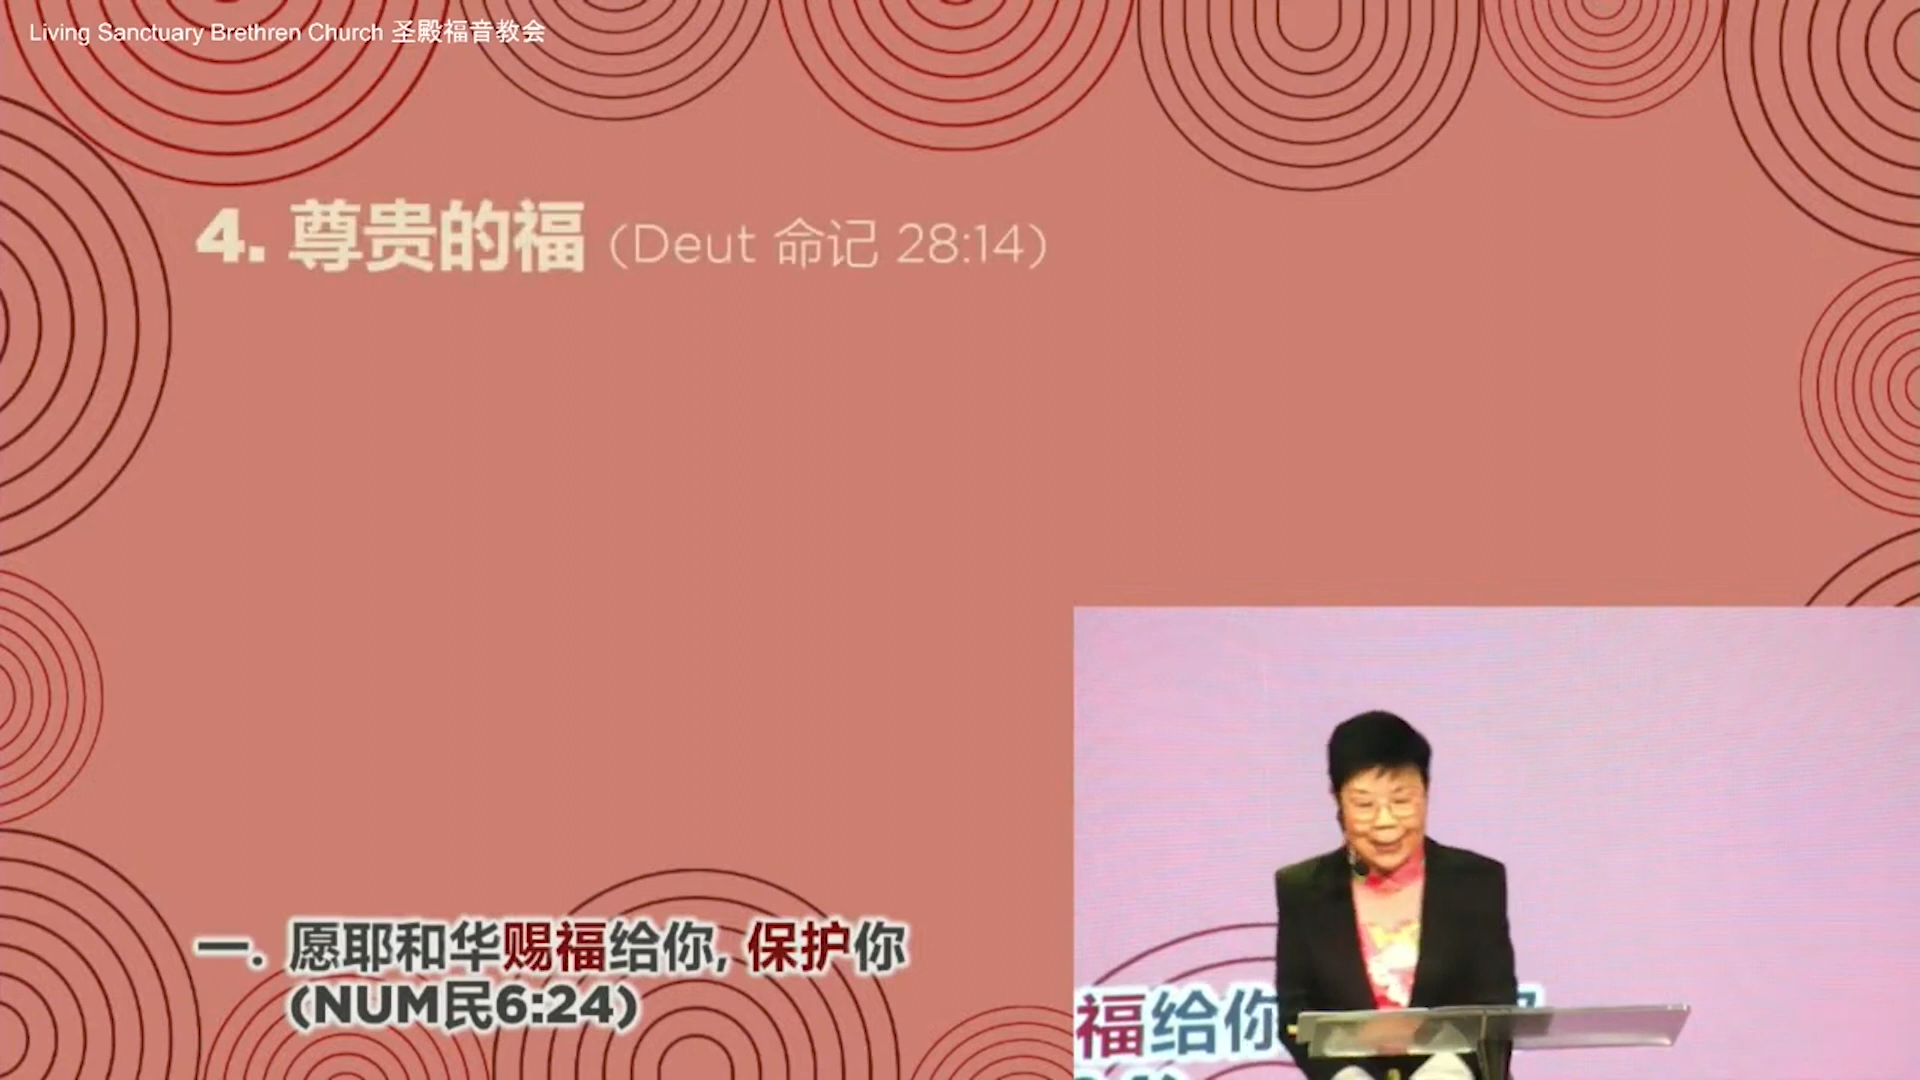 Living Sanctuary Brethren Church 圣殿福音教会
4. 尊贵的福 (Deut 命记 28:14)
一. 愿耶和华赐福给你, 保护你
(NUM民6:24)
福给你